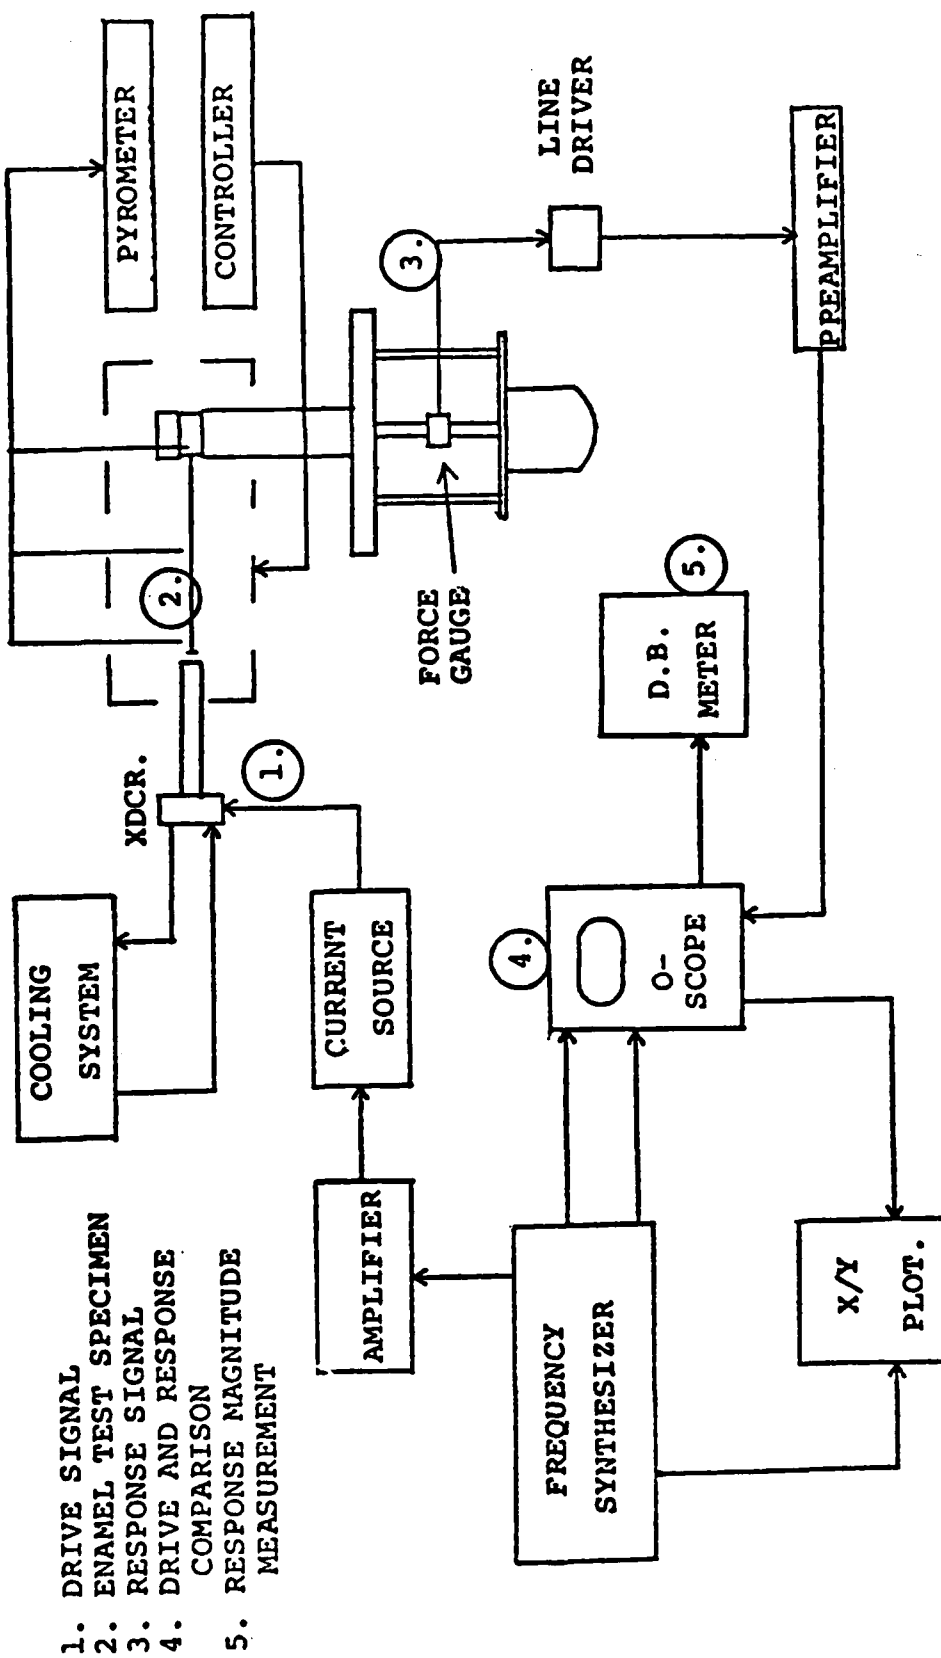 1. DRIVE SIGNAL
2. ENAMEL TEST SPECIMEN
3. RESPONSE SIGNAL
4. DRIVE AND RESPONSE
COMPARISON
5. RESPONSE MAGNITUDE
MEASUREMENT
COOLING
SYSTEM
XDCR.
1.
2.
PYROMETER
CONTROLLER
AMPLIFIER
CURRENT
SOURCE
FORCE
GAUGE
3.
LINE
DRIVER
FREQUENCY
SYNTHESIZER
4.
O-
SCOPE
D.B.
METER
5.
PREAMPLIFIER
X/Y
PLOT.